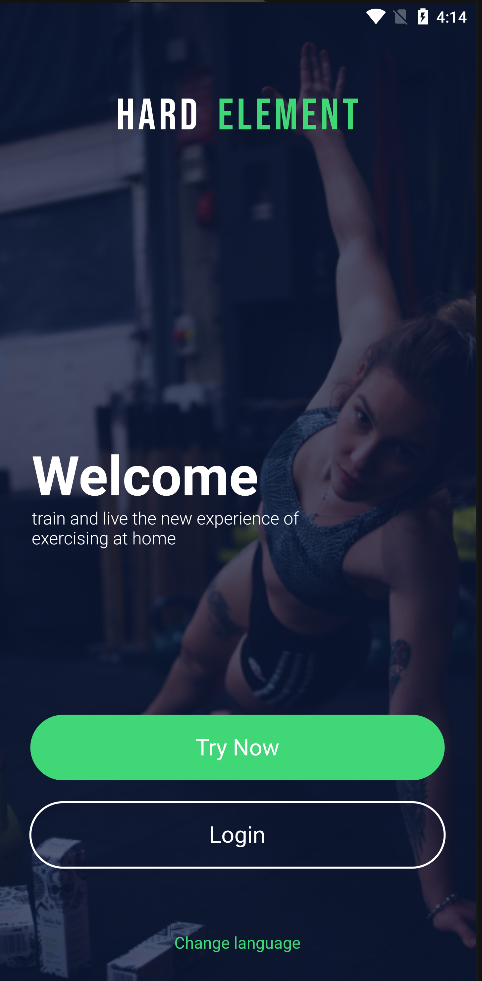 4:14
HARD ELEMENT
Welcome
train and live the new experience of
exercising at home
Try Now
Login
Change language